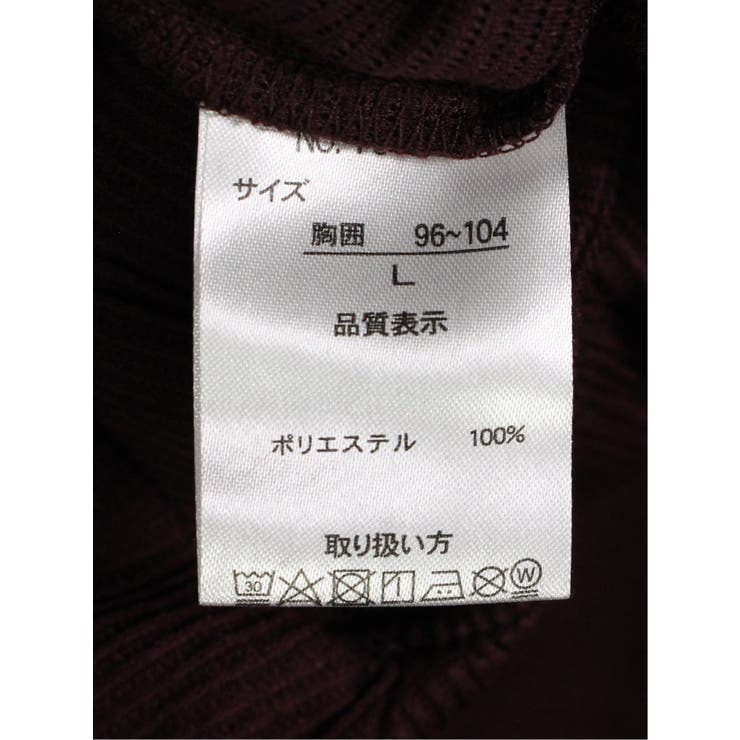 No.
サイズ
胸囲 96~104
L
品質表示
ポリエステル 100%
取り扱い方
30 W